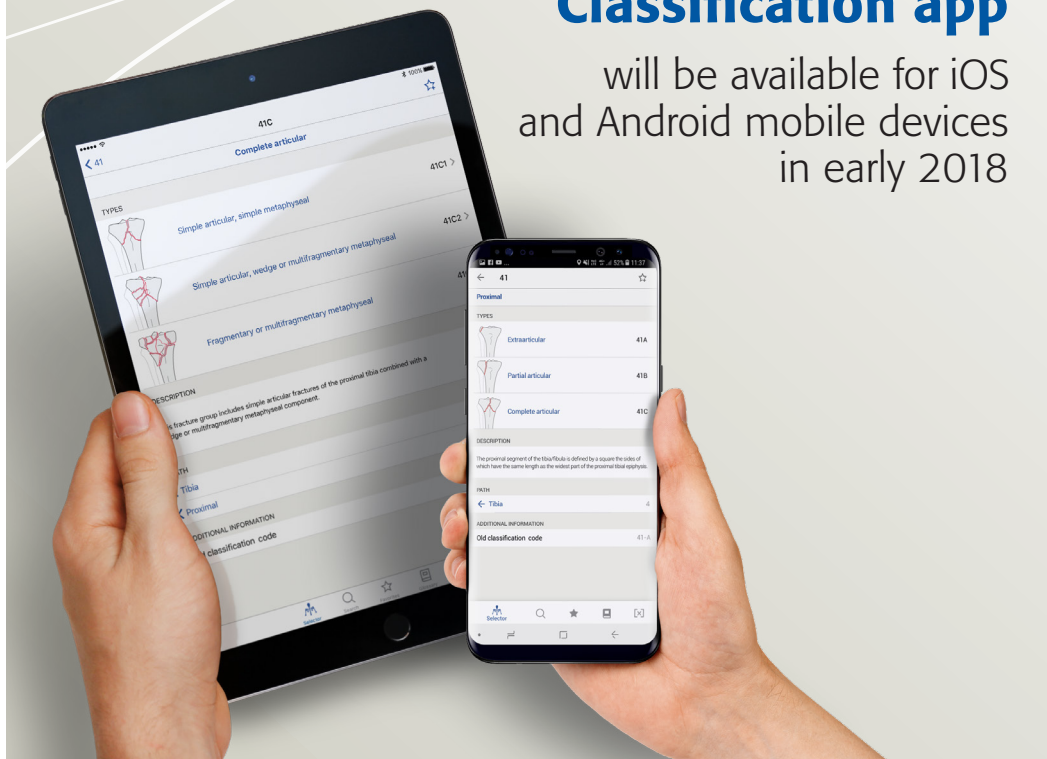 Classification app
will be available for iOS
and Android mobile devices
in early 2018
100%
41C
41
Complete articular
TYPES
Simple articular, simple metaphyseal
41C1
Simple articular, wedge or multifragmentary metaphyseal
41C2
Fragmentary or multifragmentary metaphyseal
DESCRIPTION
fracture group includes simple articular fractures of the proximal tibia combined with a
or multifragmentary metaphyseal component.
Tibia
Proximal
INFORMATION
classification code
Selector
Search
52% 11:37
41
Proximal
TYPES
Extraarticular 41A
Partial articular 41B
Complete articular 41C
DESCRIPTION
The proximal segment of the tibia/fibula is defined by a square the sides of
which have the same length as the widest part of the proximal tibial epiphysis.
PATH
Tibia 4
ADDITIONAL INFORMATION
Old classification code 41-A
Selector